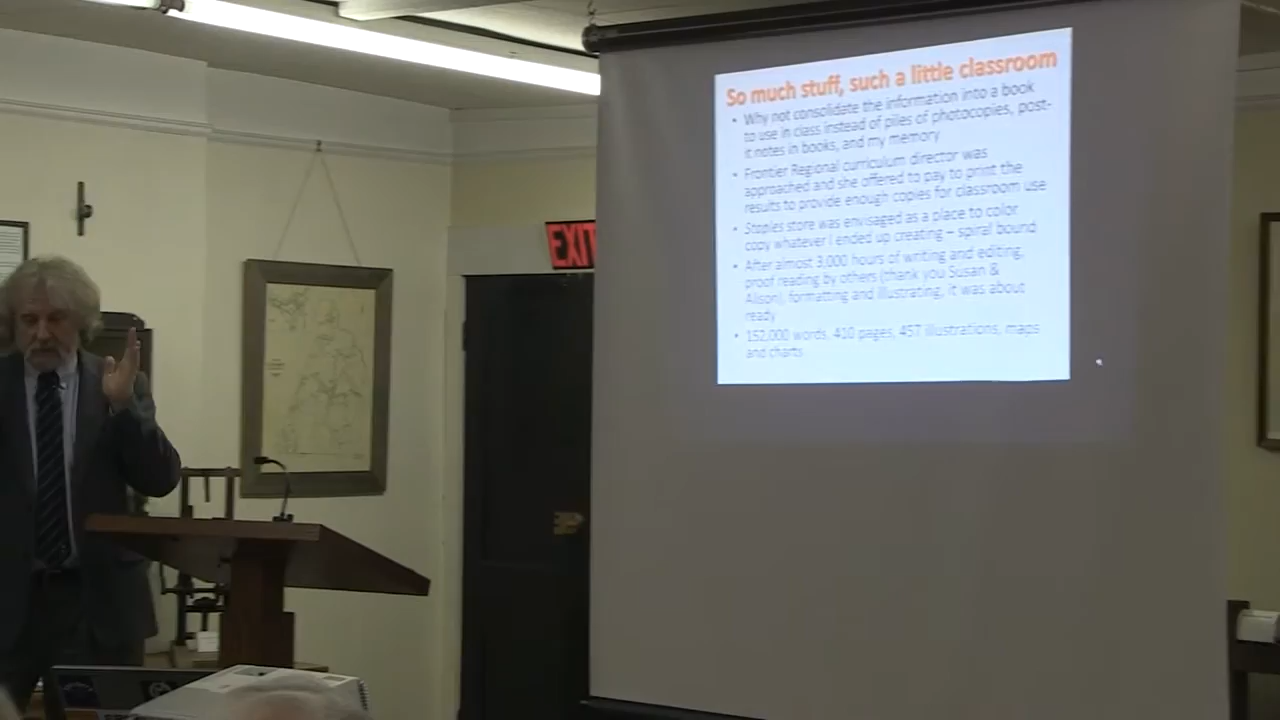 So much stuff, such a little classroom
• Why not consolidate the information into a book
to use in class instead of piles of photocopies, post-
it notes in books, and my memory
• Frontier Regional curriculum director was
approached and she offered to pay to print the
results to provide enough copies for classroom use
• Staples store was envisaged as a place to color
copy whatever I ended up creating – spiral bound
• After almost 3,000 hours of writing and editing,
proof reading by others (thank you Susan &
Alison), formatting and illustrating, it was about
ready
• 152,000 words, 410 pages, 457 illustrations, maps
and charts
EXIT